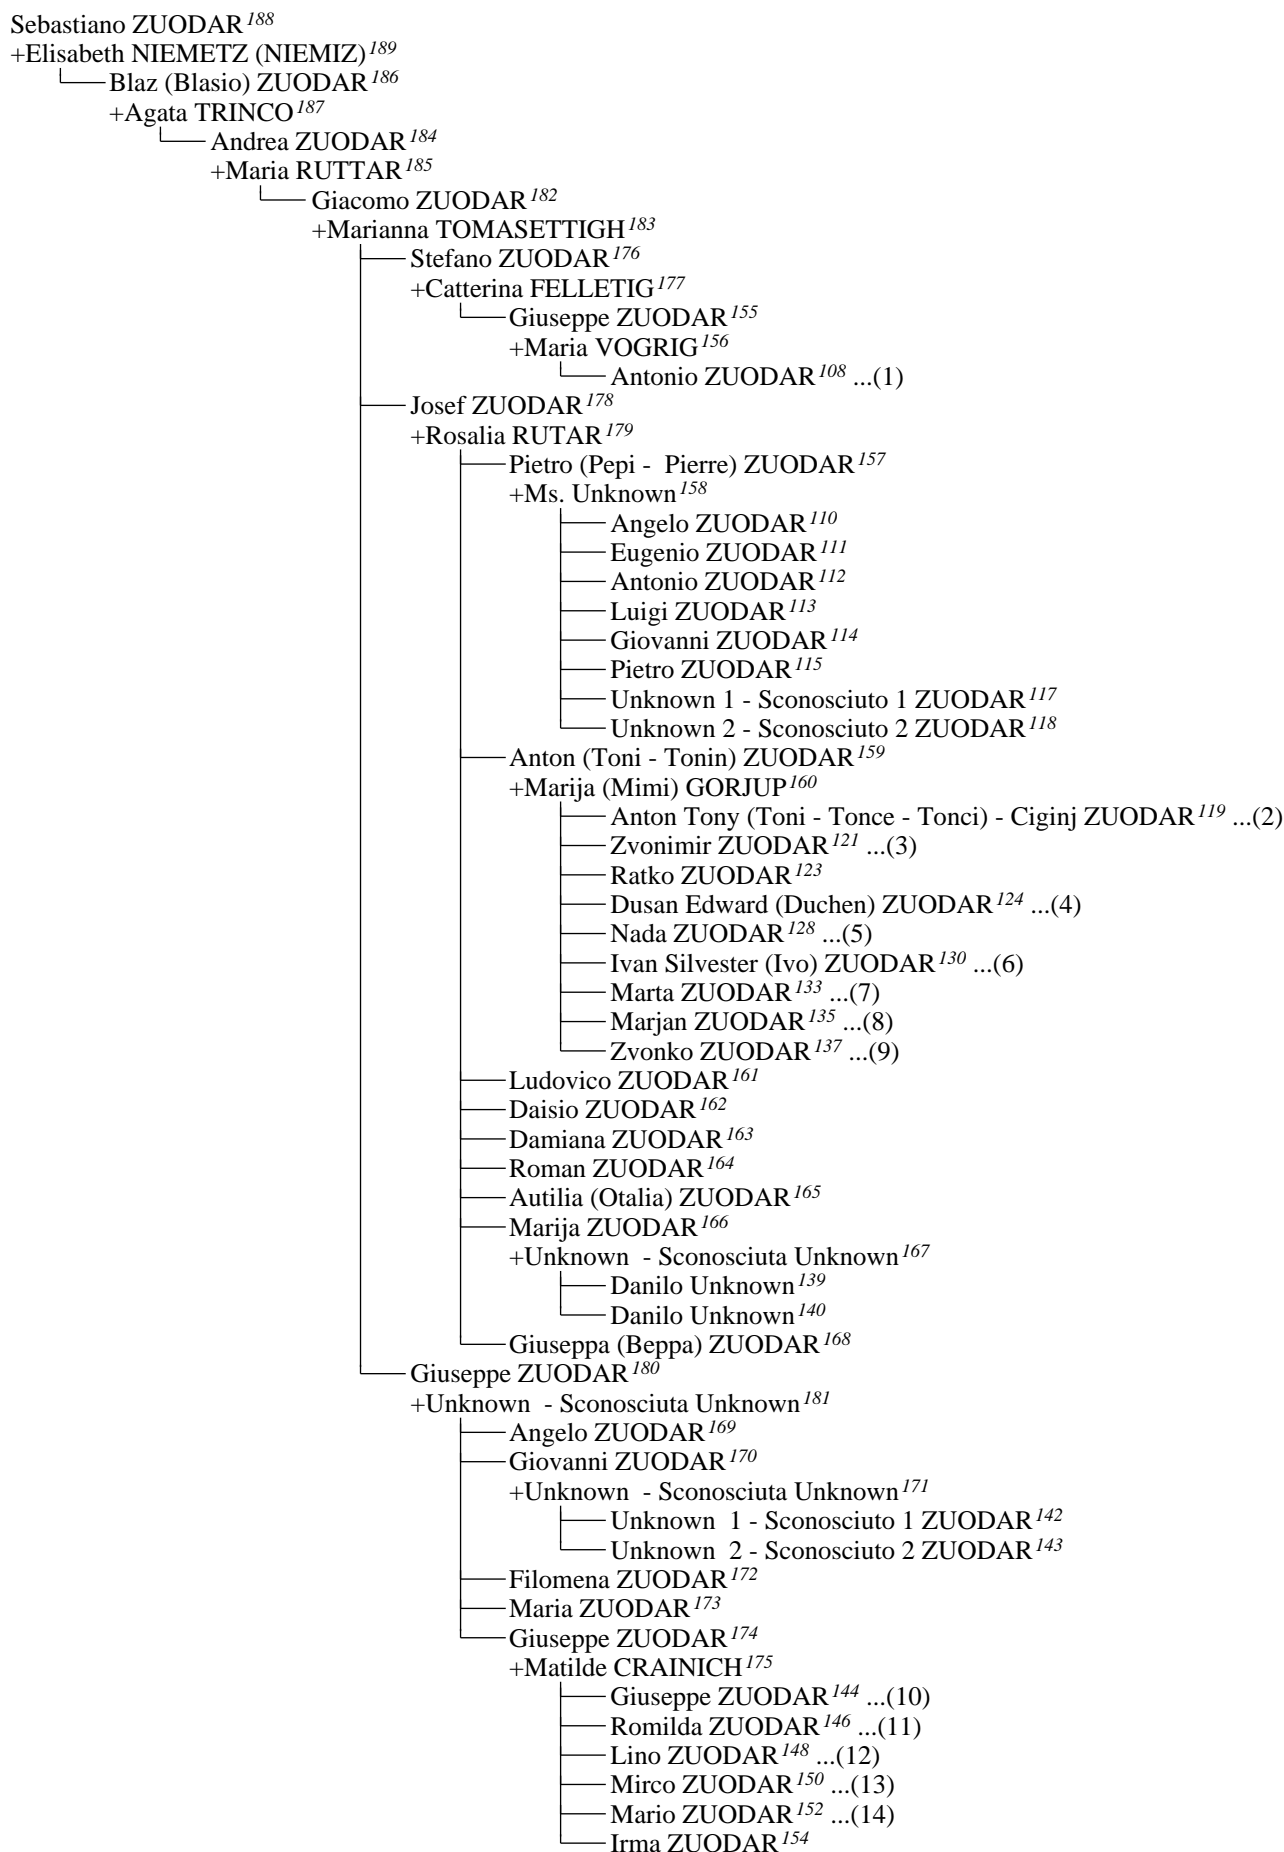 Sebastiano ZUODAR188
+Elisabeth NIEMETZ (NIEMIZ)189
Blaz (Blasio) ZUODAR186
+Agata TRINCO187
Andrea ZUODAR184
+Maria RUTTAR185
Giacomo ZUODAR182
+Marianna TOMASETTIGH183
Stefano ZUODAR176
+Catterina FELLETIG177
Giuseppe ZUODAR155
+Maria VOGRIG156
Antonio ZUODAR108 ...(1)
Josef ZUODAR178
+Rosalia RUTAR179
Pietro (Pepi - Pierre) ZUODAR157
+Ms. Unknown158
Angelo ZUODAR110
Eugenio ZUODAR111
Antonio ZUODAR112
Luigi ZUODAR113
Giovanni ZUODAR114
Pietro ZUODAR115
Unknown 1 - Sconosciuto 1 ZUODAR117
Unknown 2 - Sconosciuto 2 ZUODAR118
Anton (Toni - Tonin) ZUODAR159
+Marija (Mimi) GORJUP160
Anton Tony (Toni - Tonce - Tonci) - Ciginj ZUODAR119 ...(2)
Zvonimir ZUODAR121 ...(3)
Ratko ZUODAR123
Dusan Edward (Duchen) ZUODAR124 ...(4)
Nada ZUODAR128 ...(5)
Ivan Silvester (Ivo) ZUODAR130 ...(6)
Marta ZUODAR133 ...(7)
Marjan ZUODAR135 ...(8)
Zvonko ZUODAR137 ...(9)
Ludovico ZUODAR161
Daisio ZUODAR162
Damiana ZUODAR163
Roman ZUODAR164
Autilia (Otalia) ZUODAR165
Marija ZUODAR166
+Unknown - Sconosciuta Unknown167
Danilo Unknown139
Danilo Unknown140
Giuseppa (Beppa) ZUODAR168
Giuseppe ZUODAR180
+Unknown - Sconosciuta Unknown181
Angelo ZUODAR169
Giovanni ZUODAR170
+Unknown - Sconosciuta Unknown171
Unknown 1 - Sconosciuto 1 ZUODAR142
Unknown 2 - Sconosciuto 2 ZUODAR143
Filomena ZUODAR172
Maria ZUODAR173
Giuseppe ZUODAR174
+Matilde CRAINICH175
Giuseppe ZUODAR144 ...(10)
Romilda ZUODAR146 ...(11)
Lino ZUODAR148 ...(12)
Mirco ZUODAR150 ...(13)
Mario ZUODAR152 ...(14)
Irma ZUODAR154